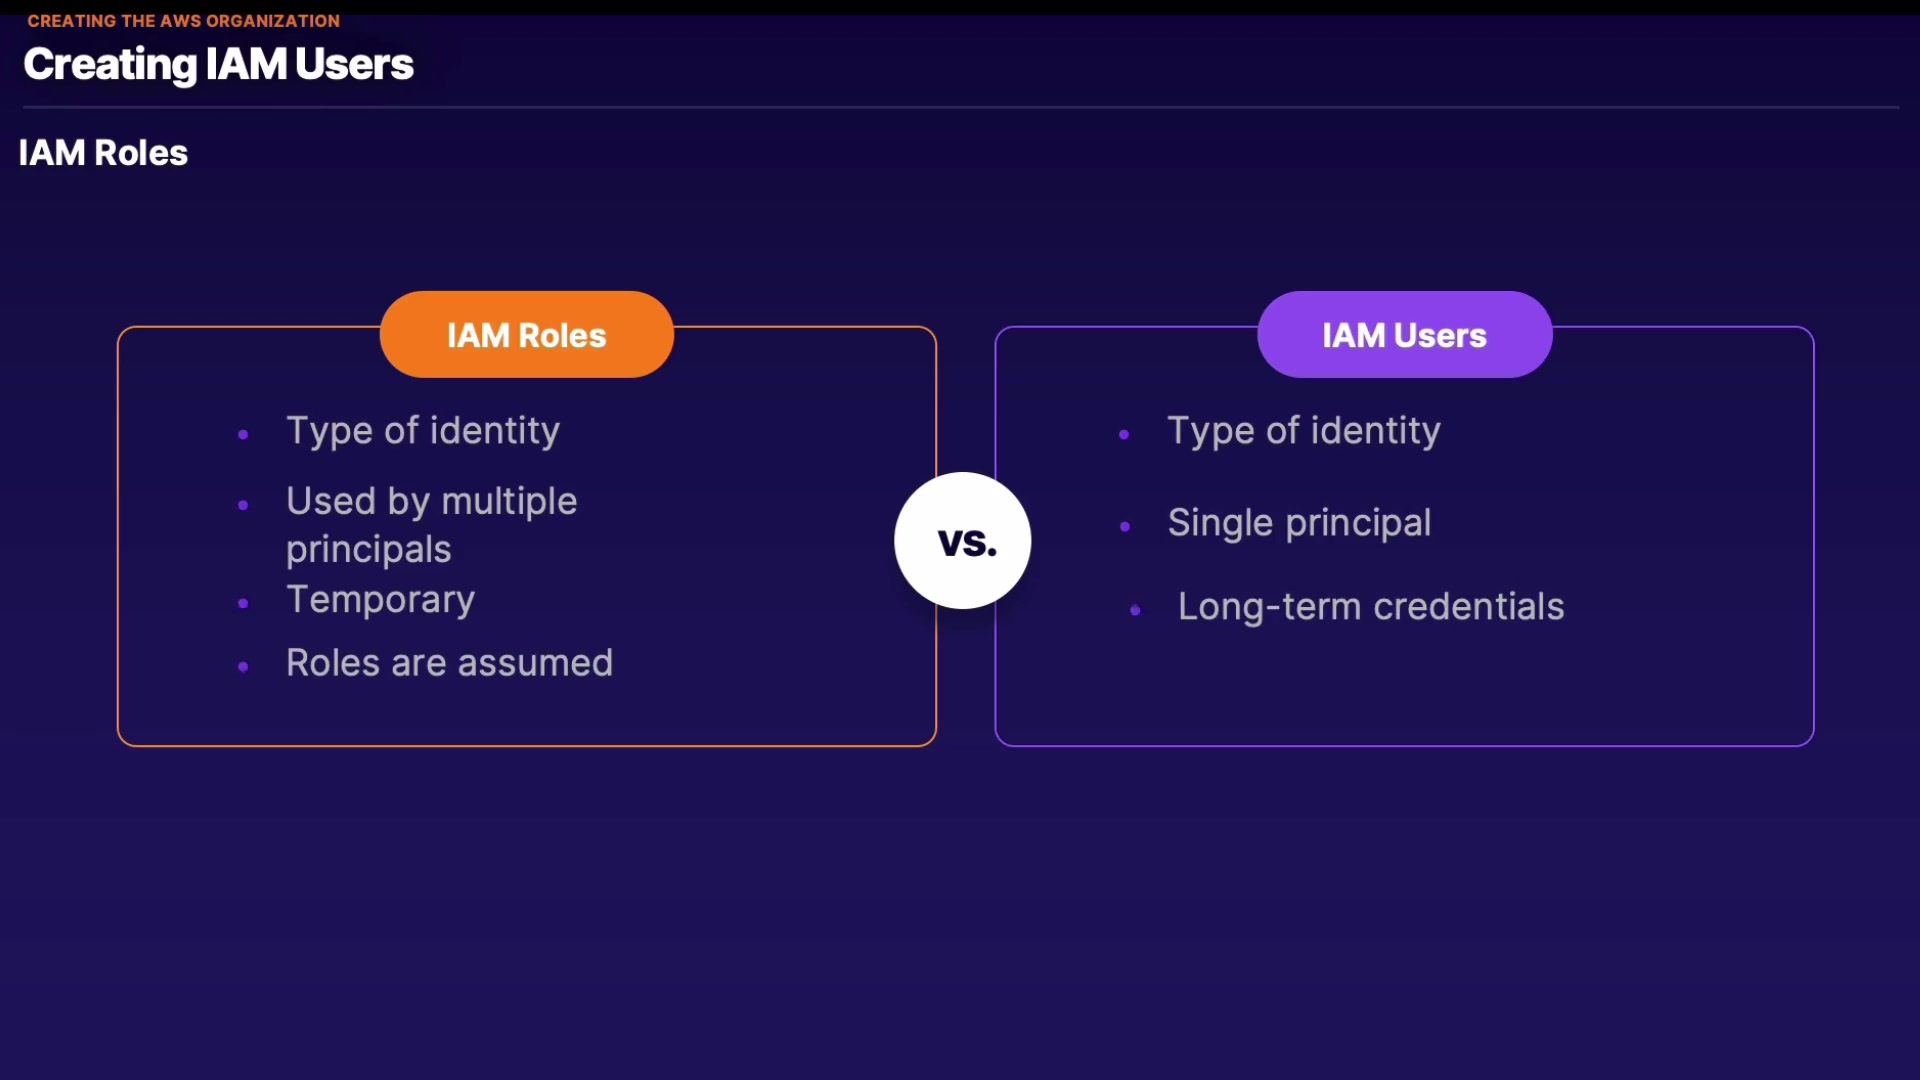 CREATING THE AWS ORGANIZATION
Creating IAM Users
IAM Roles
IAM Roles
• Type of identity
• Used by multiple
principals
• Temporary
• Roles are assumed
vs.
IAM Users
• Type of identity
• Single principal
• Long-term credentials